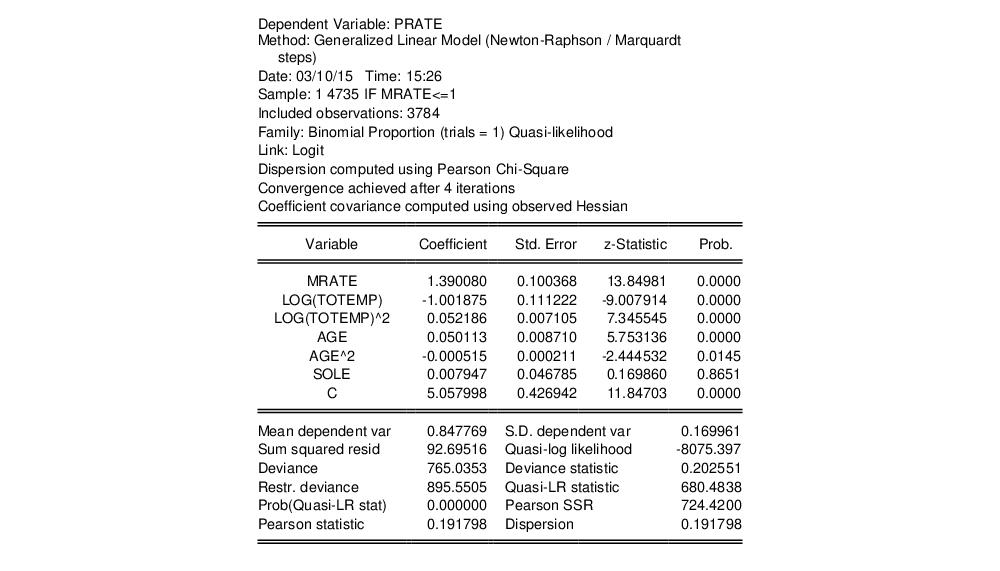 Dependent Variable: PRATE
Method: Generalized Linear Model (Newton-Raphson / Marquardt
steps)
Date: 03/10/15 Time: 15:26
Sample: 1 4735 IF MRATE<=1
Included observations: 3784
Family: Binomial Proportion (trials = 1) Quasi-likelihood
Link: Logit
Dispersion computed using Pearson Chi-Square
Convergence achieved after 4 iterations
Coefficient covariance computed using observed Hessian
Variable Coefficient Std. Error z-Statistic Prob.
MRATE 1.390080 0.100368 13.84981 0.0000
LOG(TOTEMP) -1.001875 0.111222 -9.007914 0.0000
LOG(TOTEMP)^2 0.052186 0.007105 7.345545 0.0000
AGE 0.050113 0.008710 5.753136 0.0000
AGE^2 -0.000515 0.000211 -2.444532 0.0145
SOLE 0.007947 0.046785 0.169860 0.8651
C 5.057998 0.426942 11.84703 0.0000
Mean dependent var 0.847769 S.D. dependent var 0.169961
Sum squared resid 92.69516 Quasi-log likelihood -8075.397
Deviance 765.0353 Deviance statistic 0.202551
Restr. deviance 895.5505 Quasi-LR statistic 680.4838
Prob(Quasi-LR stat) 0.000000 Pearson SSR 724.4200
Pearson statistic 0.191798 Dispersion 0.191798